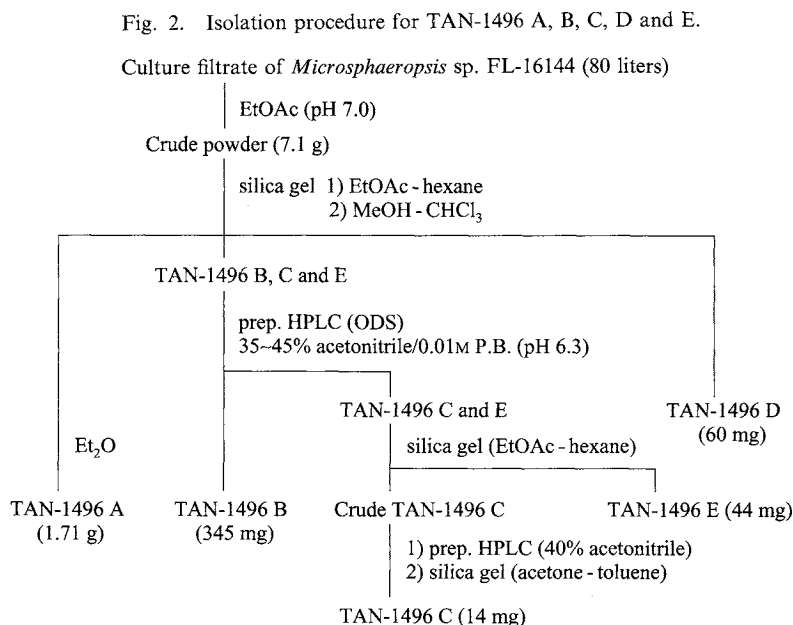 Fig. 2. Isolation procedure for TAN-1496 A, B, C, D and E.
Culture filtrate of Microsphaeropsis sp. FL-16144 (80 liters)
EtOAc (pH 7.0)
Crude powder (7.1 g)
silica gel 1) EtOAc - hexane
2) MeOH - CHCl₃
TAN-1496 B, C and E
prep. HPLC (ODS)
35~45% acetonitrile/0.01M P.B. (pH 6.3)
TAN-1496 C and E
TAN-1496 D
(60 mg)
Et₂O
silica gel (EtOAc - hexane)
TAN-1496 A
(1.71 g)
TAN-1496 B
(345 mg)
Crude TAN-1496 C
TAN-1496 E (44 mg)
1) prep. HPLC (40% acetonitrile)
2) silica gel (acetone - toluene)
TAN-1496 C (14 mg)